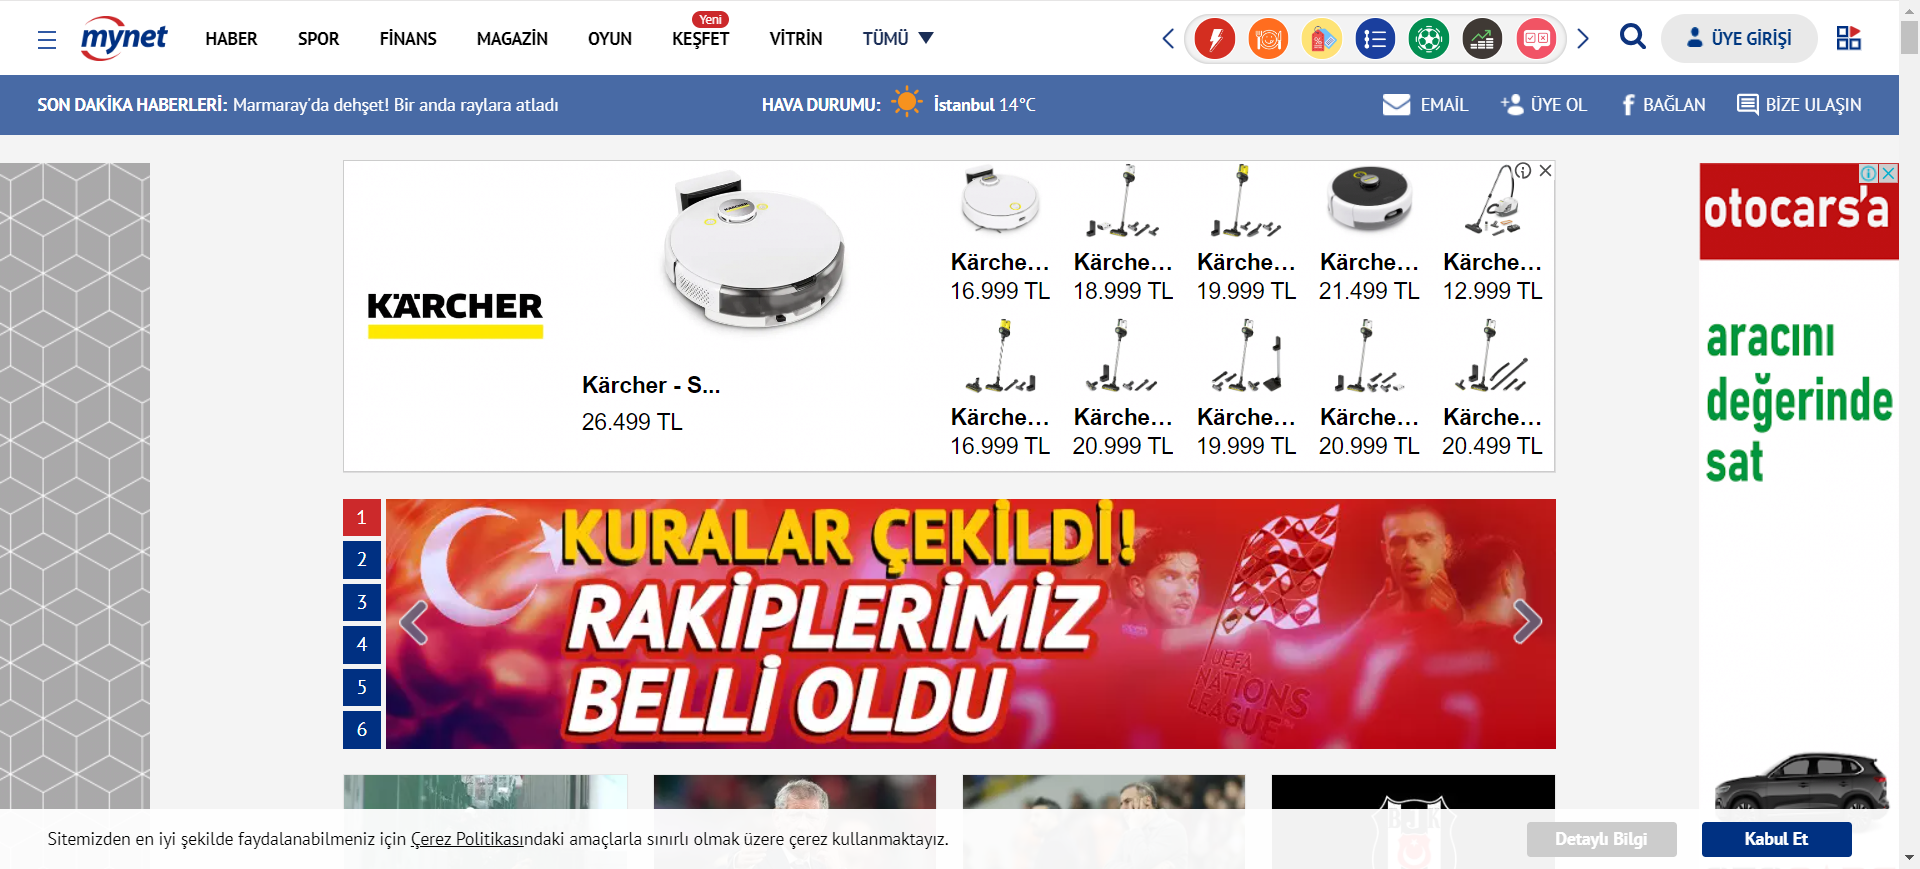 mynet
HABER
SPOR
FİNANS
MAGAZİN
OYUN
Yeni
KEŞFET
VİTRİN
TÜMÜ
ÜYE GİRİŞİ
SON DAKİKA HABERLERİ: Marmaray'da dehşet! Bir anda raylara atladı
HAVA DURUMU: İstanbul 14°C
EMAIL
ÜYE OL
BAĞLAN
BİZE ULAŞIN
KÄRCHER
KÄRCHER
Kärcher - S...
26.499 TL
Kärche...
16.999 TL
Kärche...
18.999 TL
Kärche...
19.999 TL
Kärche...
21.499 TL
Kärche...
12.999 TL
Kärche...
16.999 TL
Kärche...
20.999 TL
Kärche...
19.999 TL
Kärche...
20.999 TL
Kärche...
20.499 TL
otocars'a
aracını
değerinde
sat
1
2
3
4
5
6
KURALAR ÇEKİLDİ!
RAKİPLERİMİZ
BELLİ OLDU
UEFA
NATIONS
LEAGUE
BJK
Sitemizden en iyi şekilde faydalanabilmeniz için Çerez Politikasındaki amaçlarla sınırlı olmak üzere çerez kullanmaktayız.
Detaylı Bilgi
Kabul Et